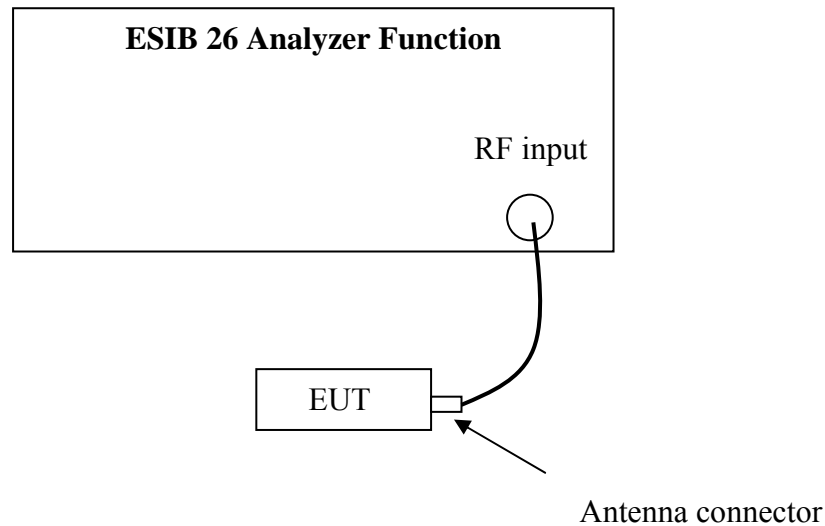 ESIB 26 Analyzer Function
RF input
EUT
Antenna connector